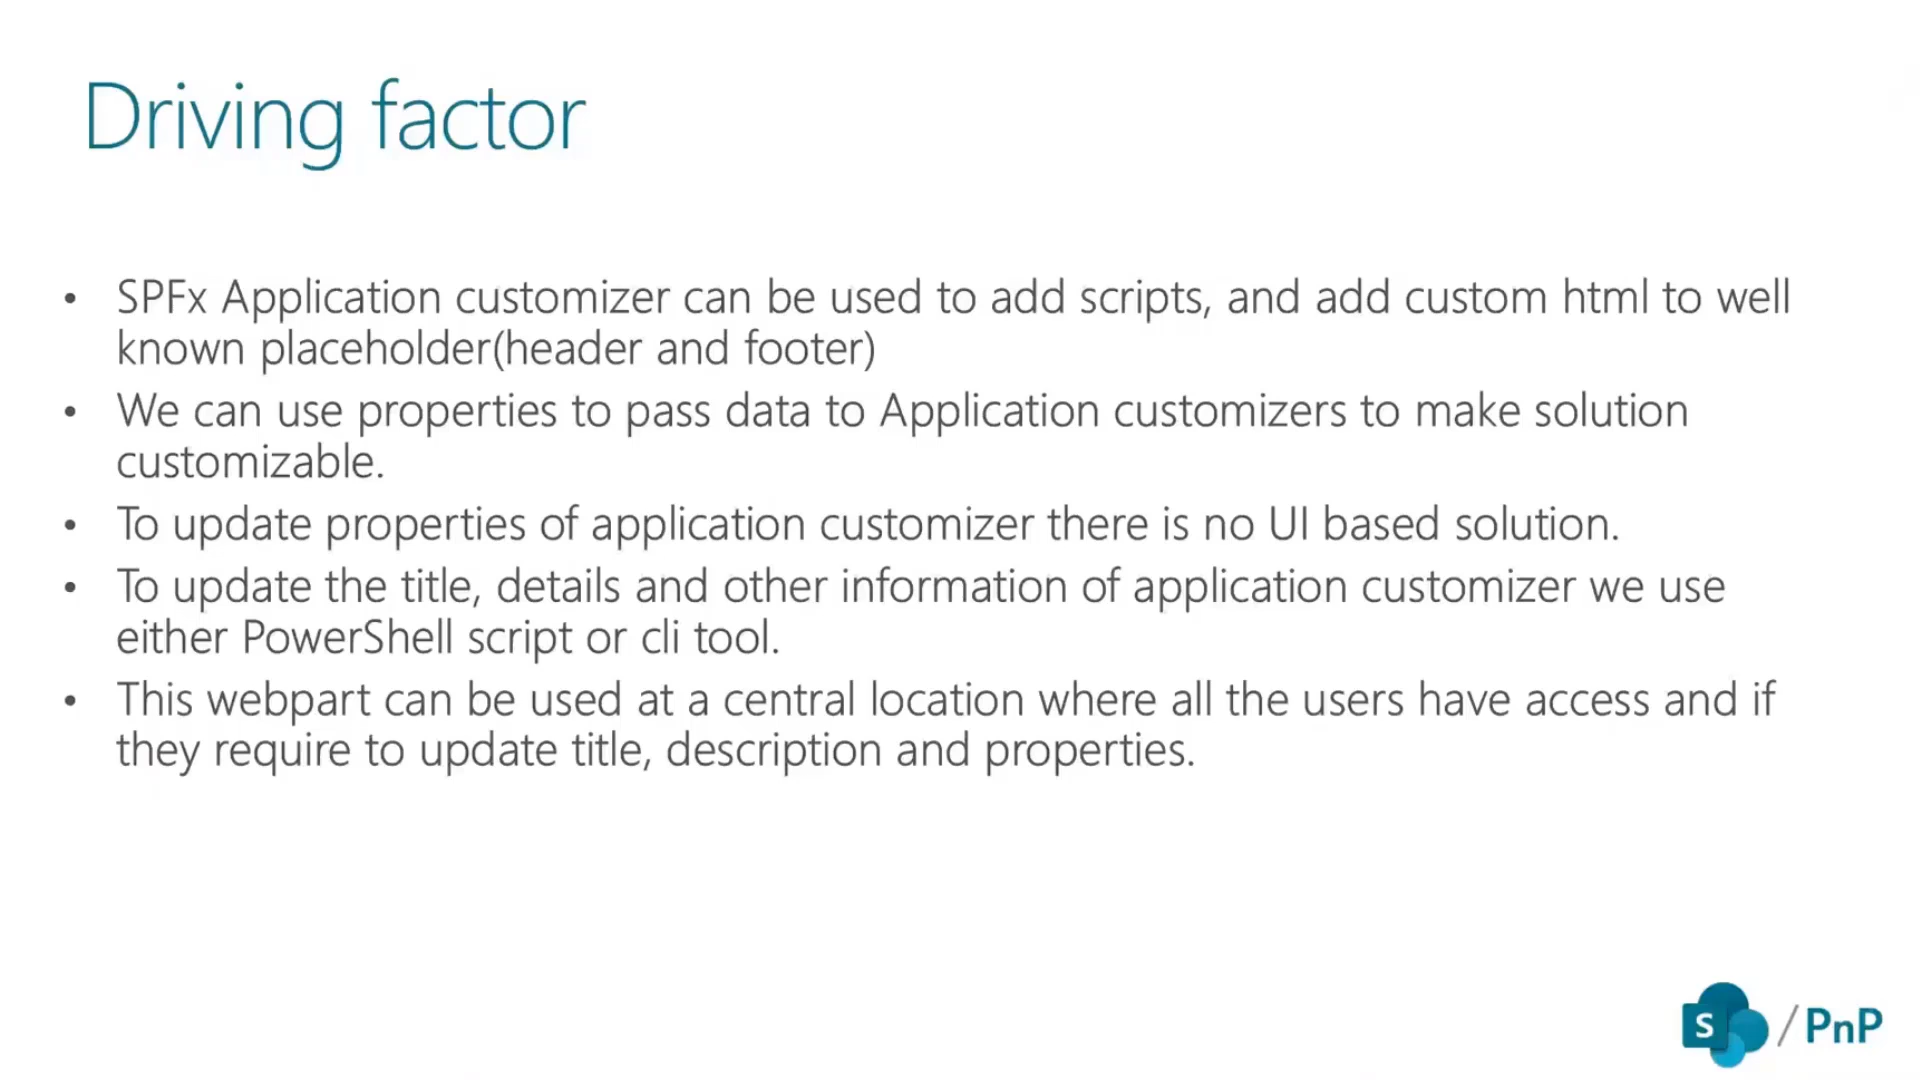 Driving factor
• SPFx Application customizer can be used to add scripts, and add custom html to well
known placeholder(header and footer)
• We can use properties to pass data to Application customizers to make solution
customizable.
• To update properties of application customizer there is no UI based solution.
• To update the title, details and other information of application customizer we use
either PowerShell script or cli tool.
• This webpart can be used at a central location where all the users have access and if
they require to update title, description and properties.
S / PnP